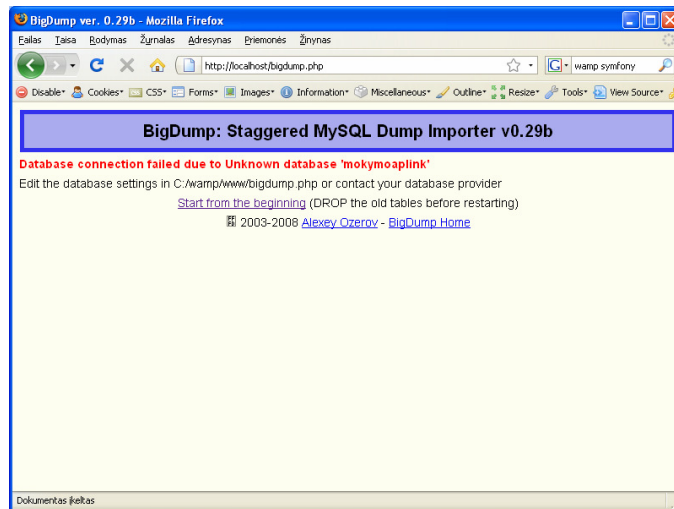 BigDump ver. 0.29b - Mozilla Firefox
Failas Taisa Rodymas Žurnalas Adresynas Priemonės Žinynas
http://localhost/bigdump.php wamp symfony
Disable Cookies CSS Forms Images Information Miscellaneous Outline Resize Tools View Source
BigDump: Staggered MySQL Dump Importer v0.29b
Database connection failed due to Unknown database 'mokymoaplink'
Edit the database settings in C:/wamp/www/bigdump.php or contact your database provider
Start from the beginning (DROP the old tables before restarting)
2003-2008 Alexey Ozerov - BigDump Home
Dokumentas įkeltas